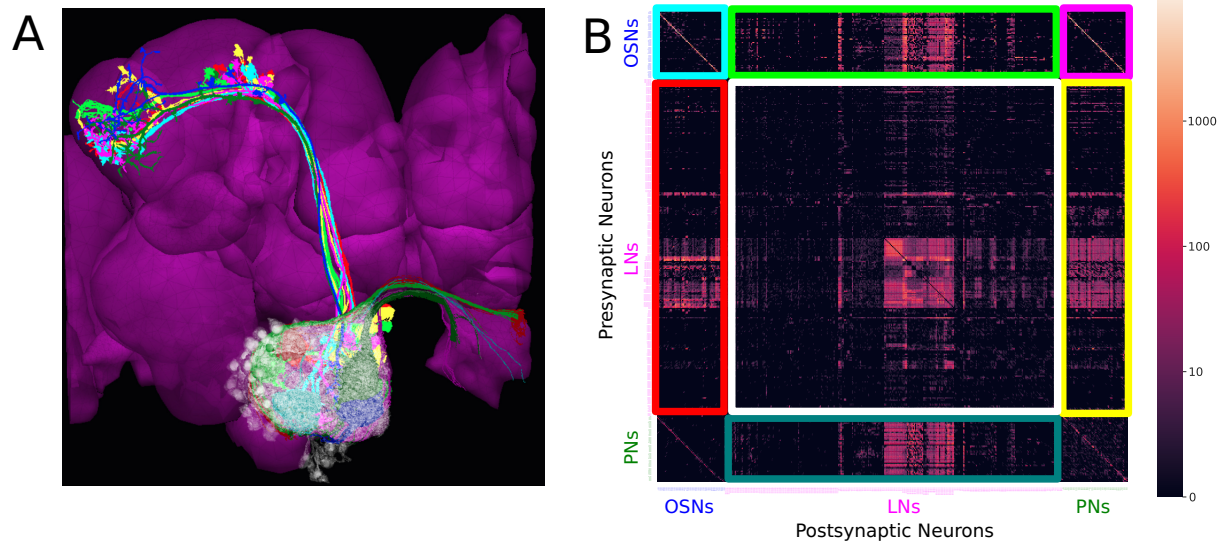 A
B
OSNs
LNs
PNs
Presynaptic Neurons
1000
100
10
0
OSNs
LNs
PNs
Postsynaptic Neurons